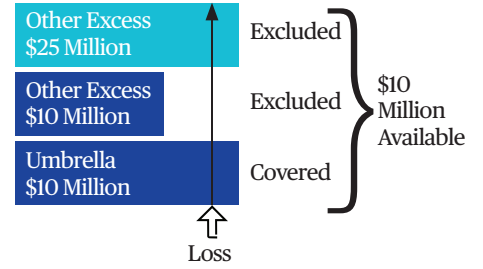 Other Excess
$25 Million
Excluded
Other Excess
$10 Million
Excluded
$10
Million
Available
Umbrella
$10 Million
Covered
Loss